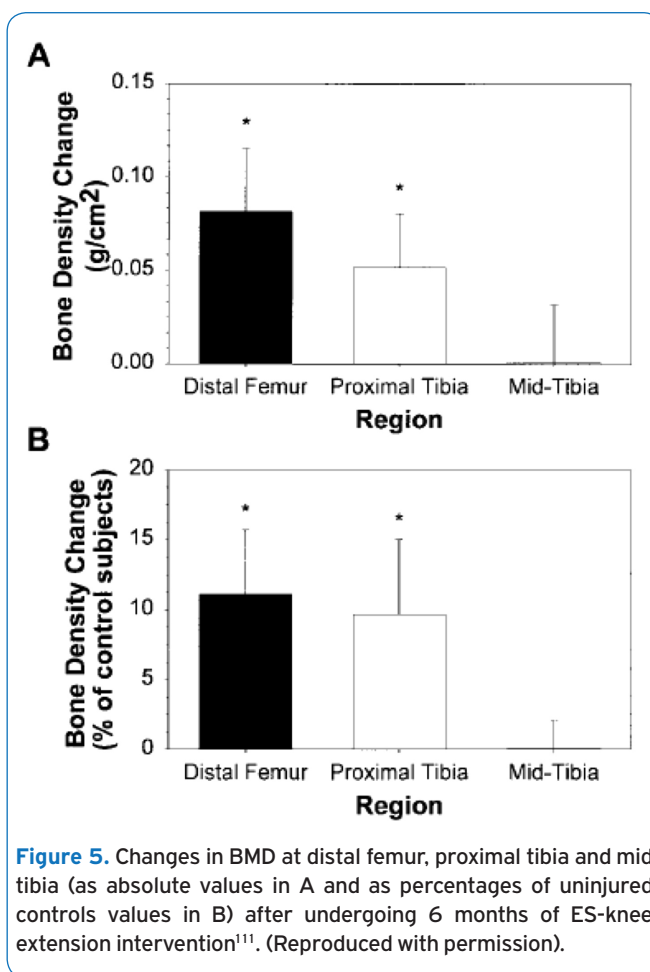 A
0.15
0.10
0.05
0.00
Bone Density Change
(g/cm²)
*
*
Distal Femur Proximal Tibia Mid-Tibia
Region
B
20
15
10
5
0
Bone Density Change
(% of control subjects)
*
*
Distal Femur Proximal Tibia Mid-Tibia
Region
Figure 5. Changes in BMD at distal femur, proximal tibia and mid
tibia (as absolute values in A and as percentages of uninjured
controls values in B) after undergoing 6 months of ES-knee
extension intervention¹¹¹. (Reproduced with permission).